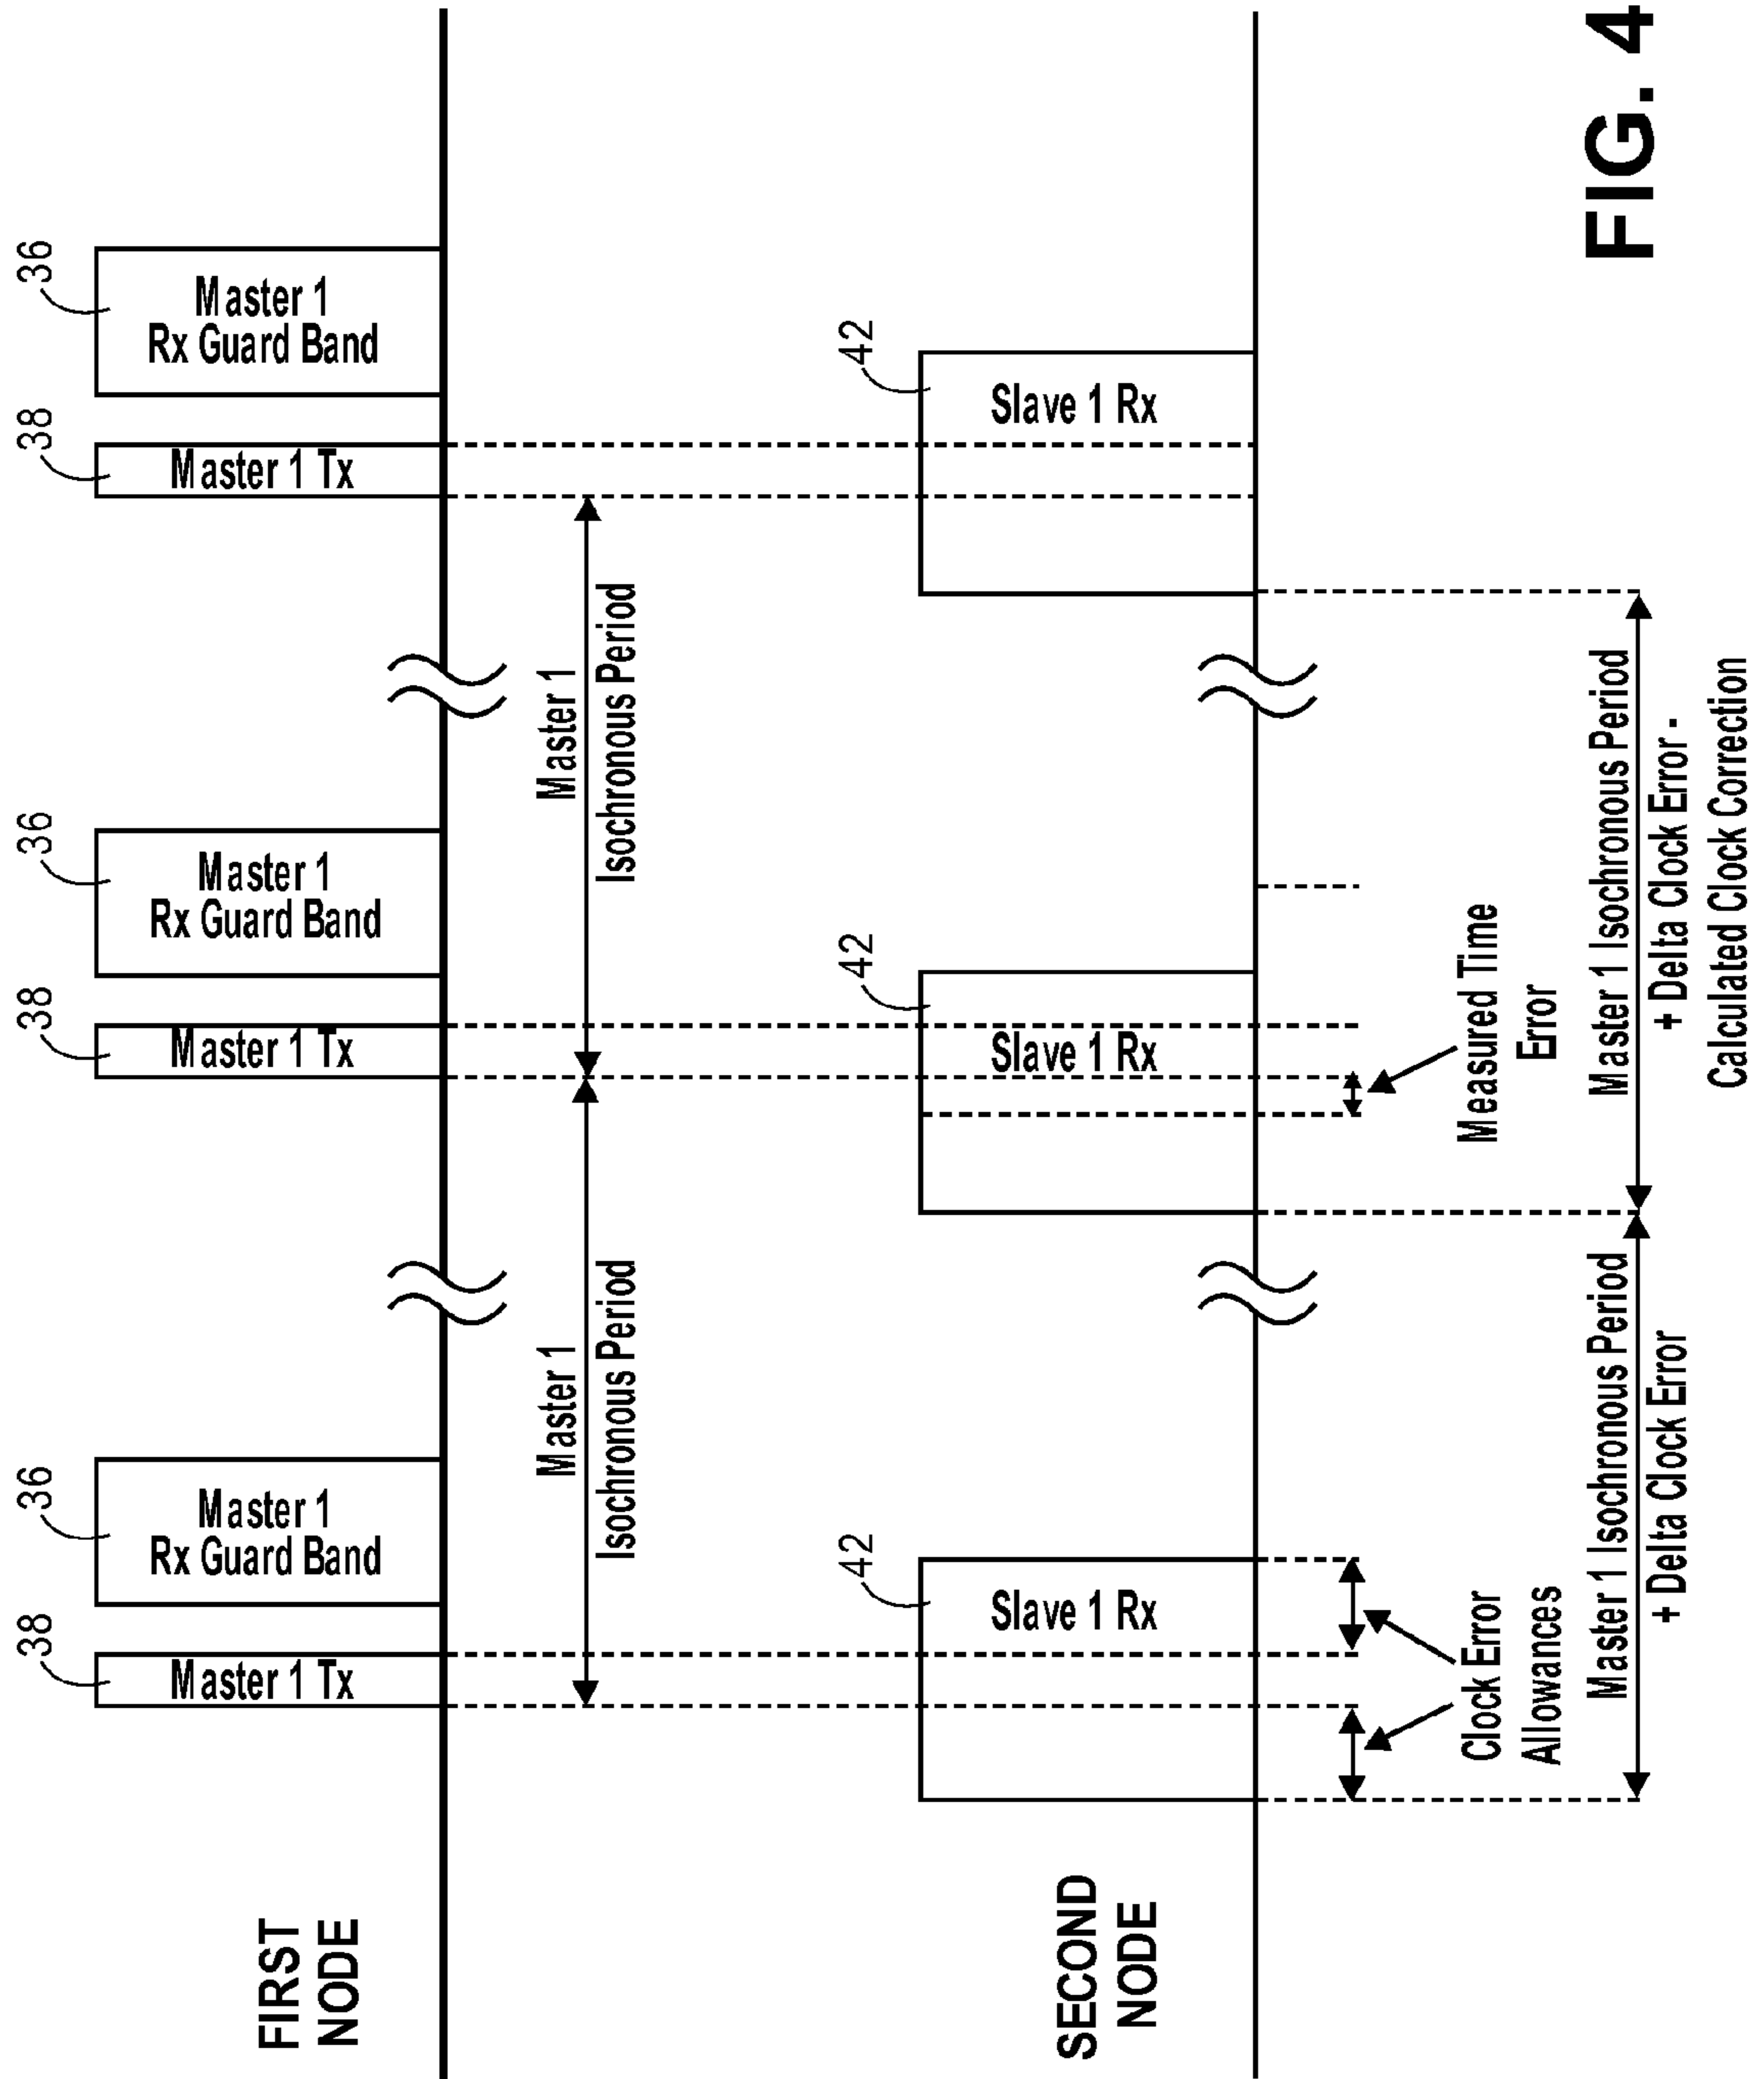 38
36
38
36
38
36
Master 1 Tx
Master 1
Rx Guard Band
Master 1 Tx
Master 1
Rx Guard Band
Master 1 Tx
Master 1
Rx Guard Band
FIRST
NODE
Master 1
Isochronous Period
Master 1
Isochronous Period
42
42
42
Slave 1 Rx
Slave 1 Rx
Slave 1 Rx
SECOND
NODE
Clock Error
Allowances
Measured Time
Error
Master 1 Isochronous Period
+ Delta Clock Error
Master 1 Isochronous Period
+ Delta Clock Error -
Calculated Clock Correction
FIG. 4